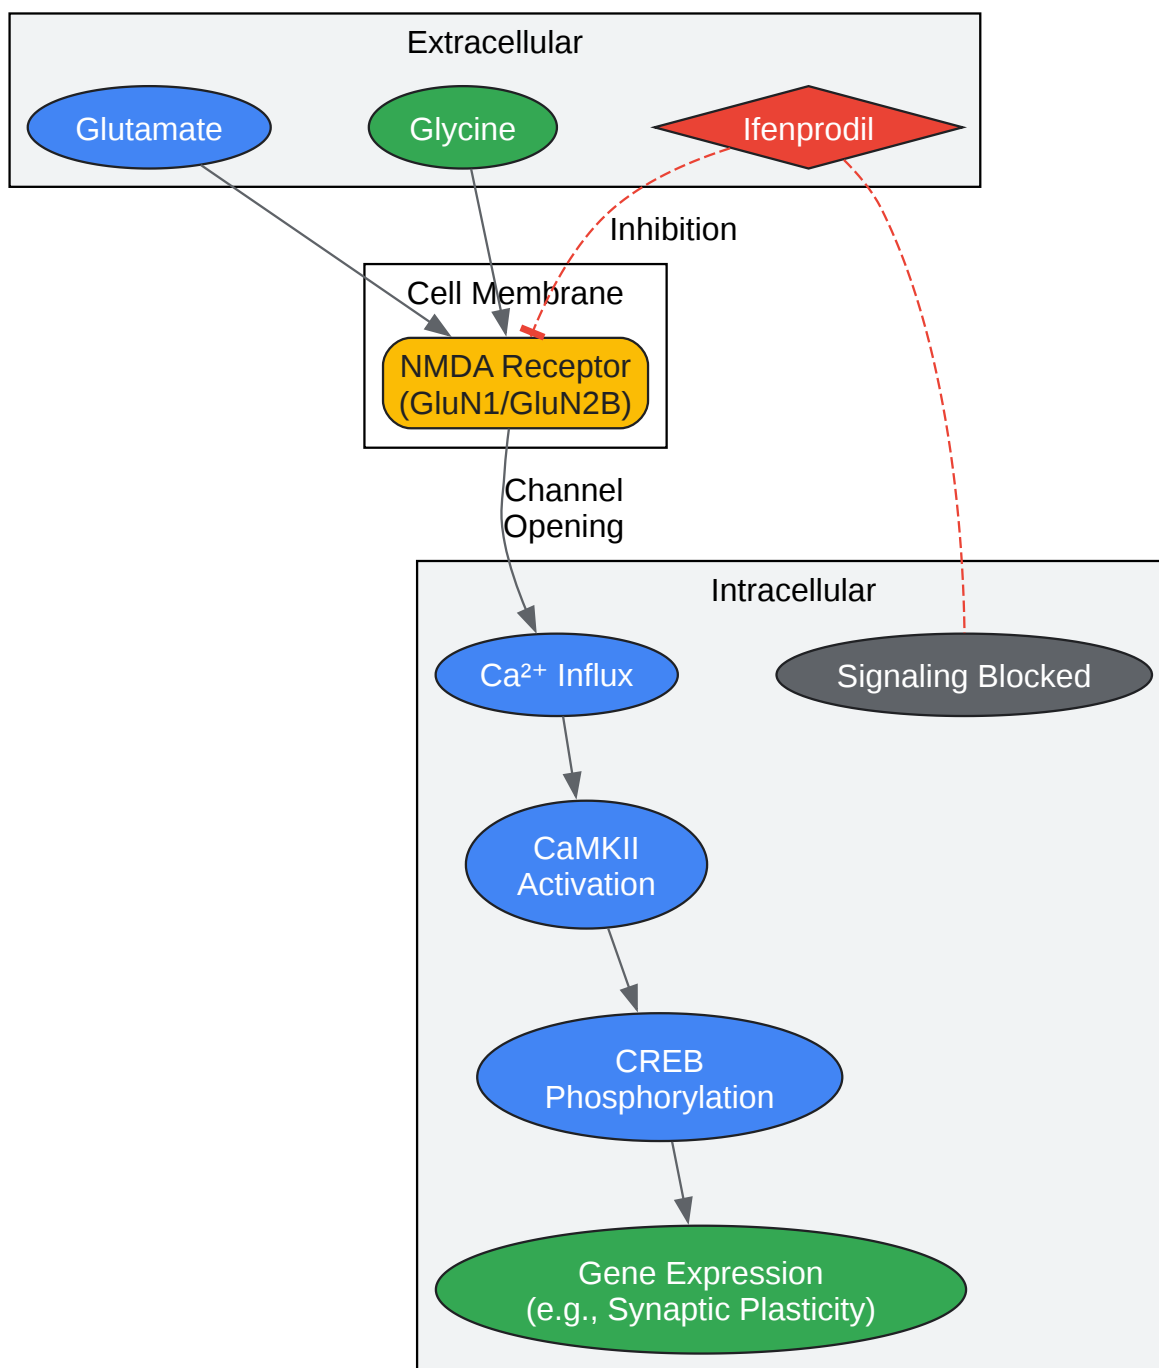 Extracellular
Glutamate
Glycine
Ifenprodil
Inhibition
Cell Membrane
NMDA Receptor
(GluN1/GluN2B)
Channel
Opening
Intracellular
Ca²⁺ Influx
Signaling Blocked
CaMKII
Activation
CREB
Phosphorylation
Gene Expression
(e.g., Synaptic Plasticity)